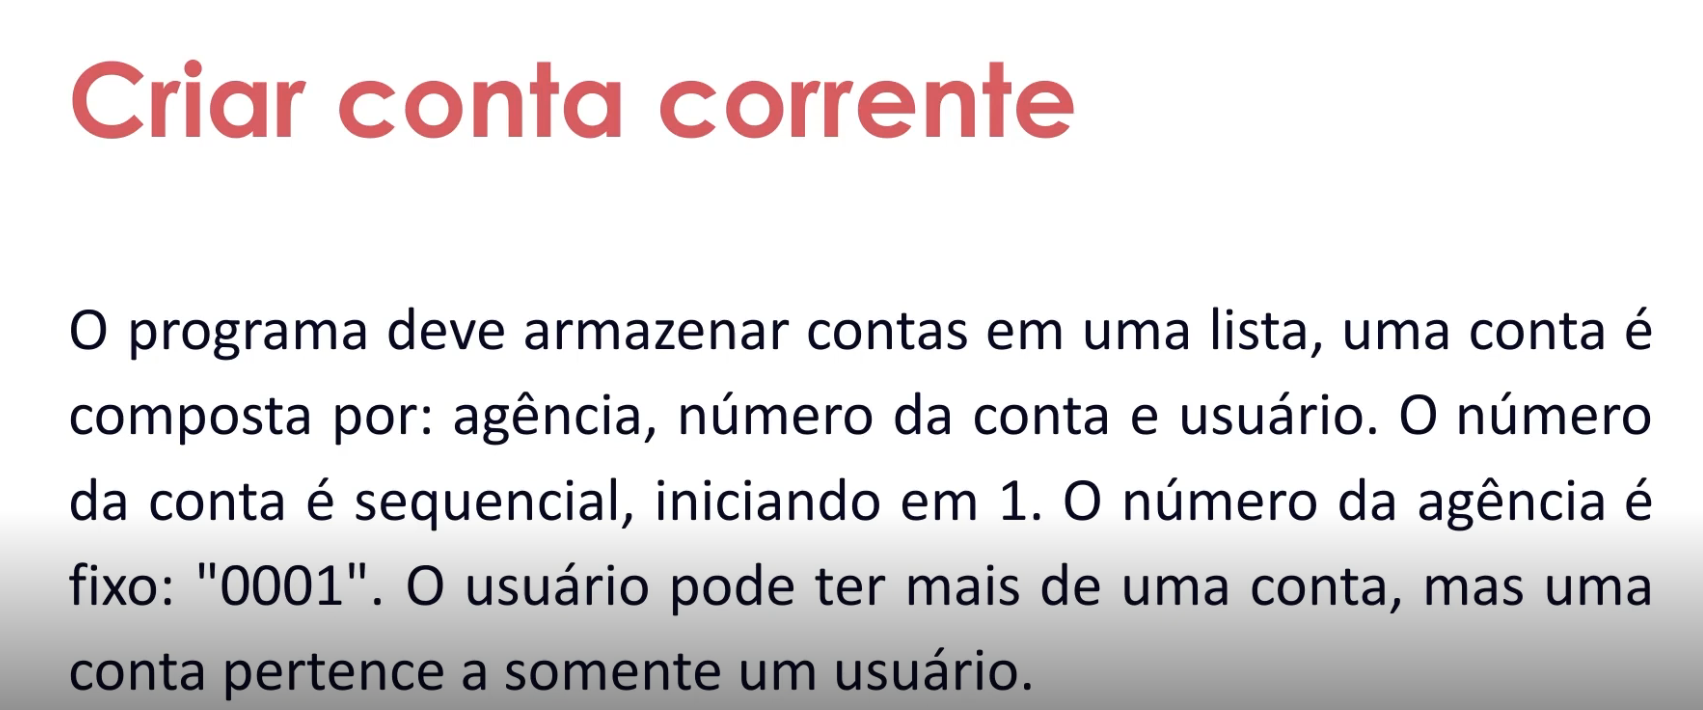 Criar conta corrente
O programa deve armazenar contas em uma lista, uma conta é
composta por: agência, número da conta e usuário. O número
da conta é sequencial, iniciando em 1. O número da agência é
fixo: "0001". O usuário pode ter mais de uma conta, mas uma
conta pertence a somente um usuário.